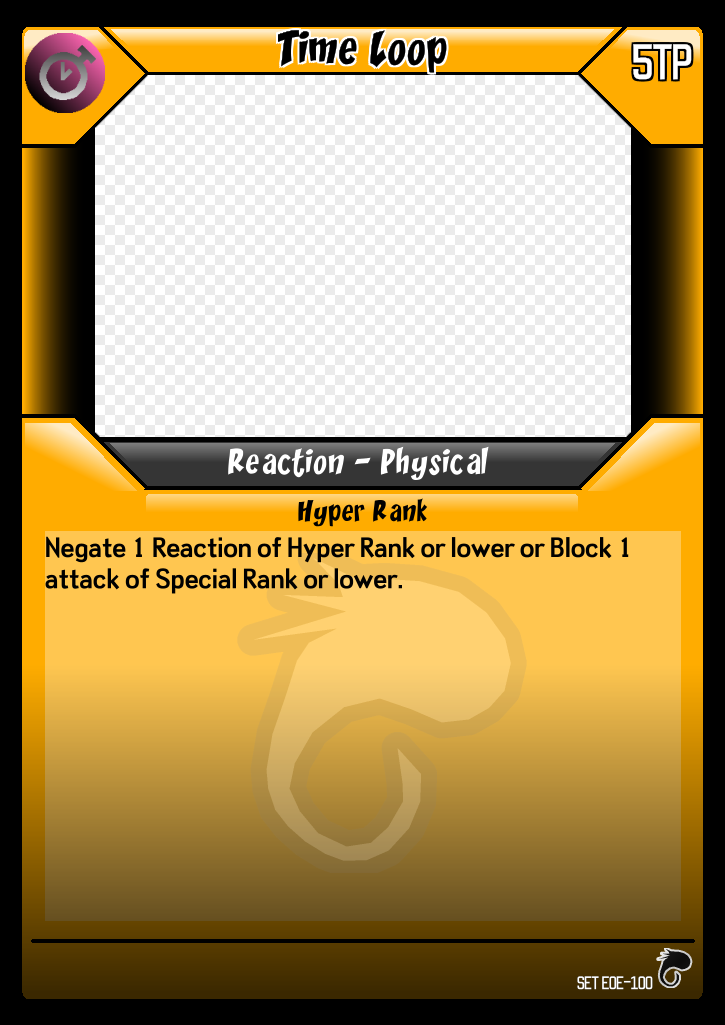 Time Loop
5TP
Reaction - Physical
Hyper Rank
Negate 1 Reaction of Hyper Rank or lower or Block 1
attack of Special Rank or lower.
SET EOE-100